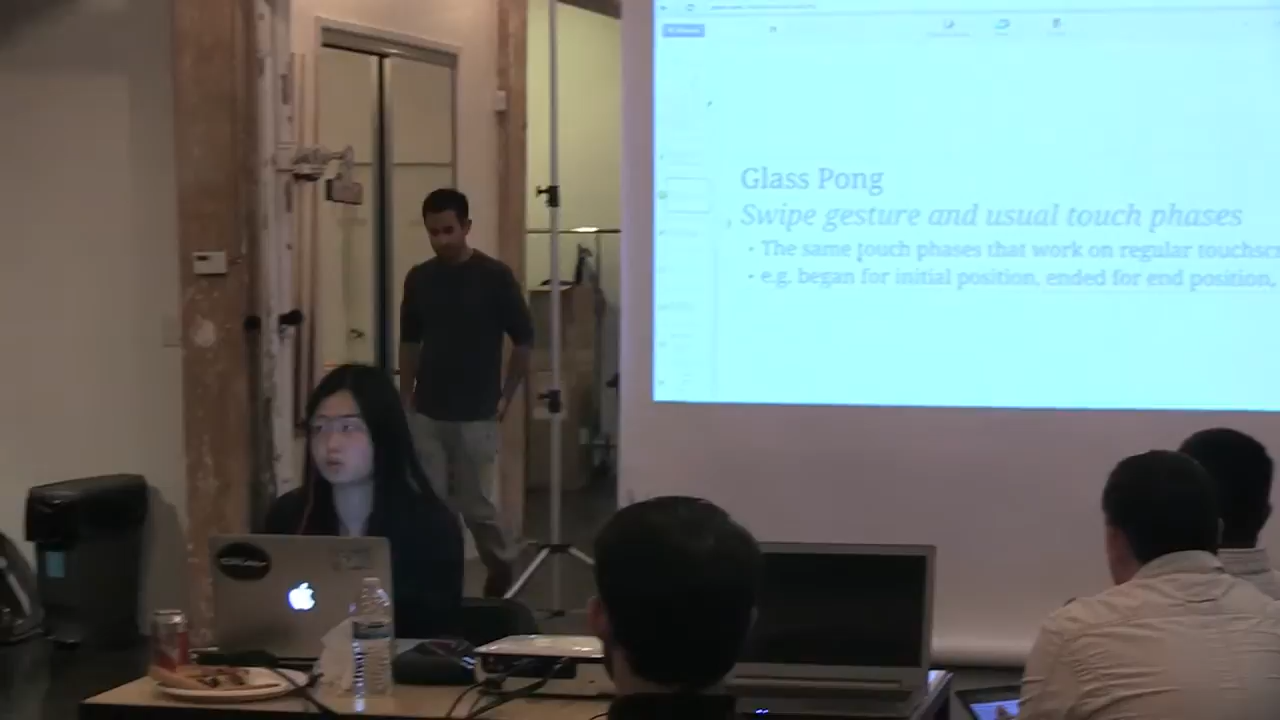 Glass Pong
Swipe gesture and usual touch phases
• The same touch phases that work on regular touchsc
• e.g. began for initial position, ended for end position,